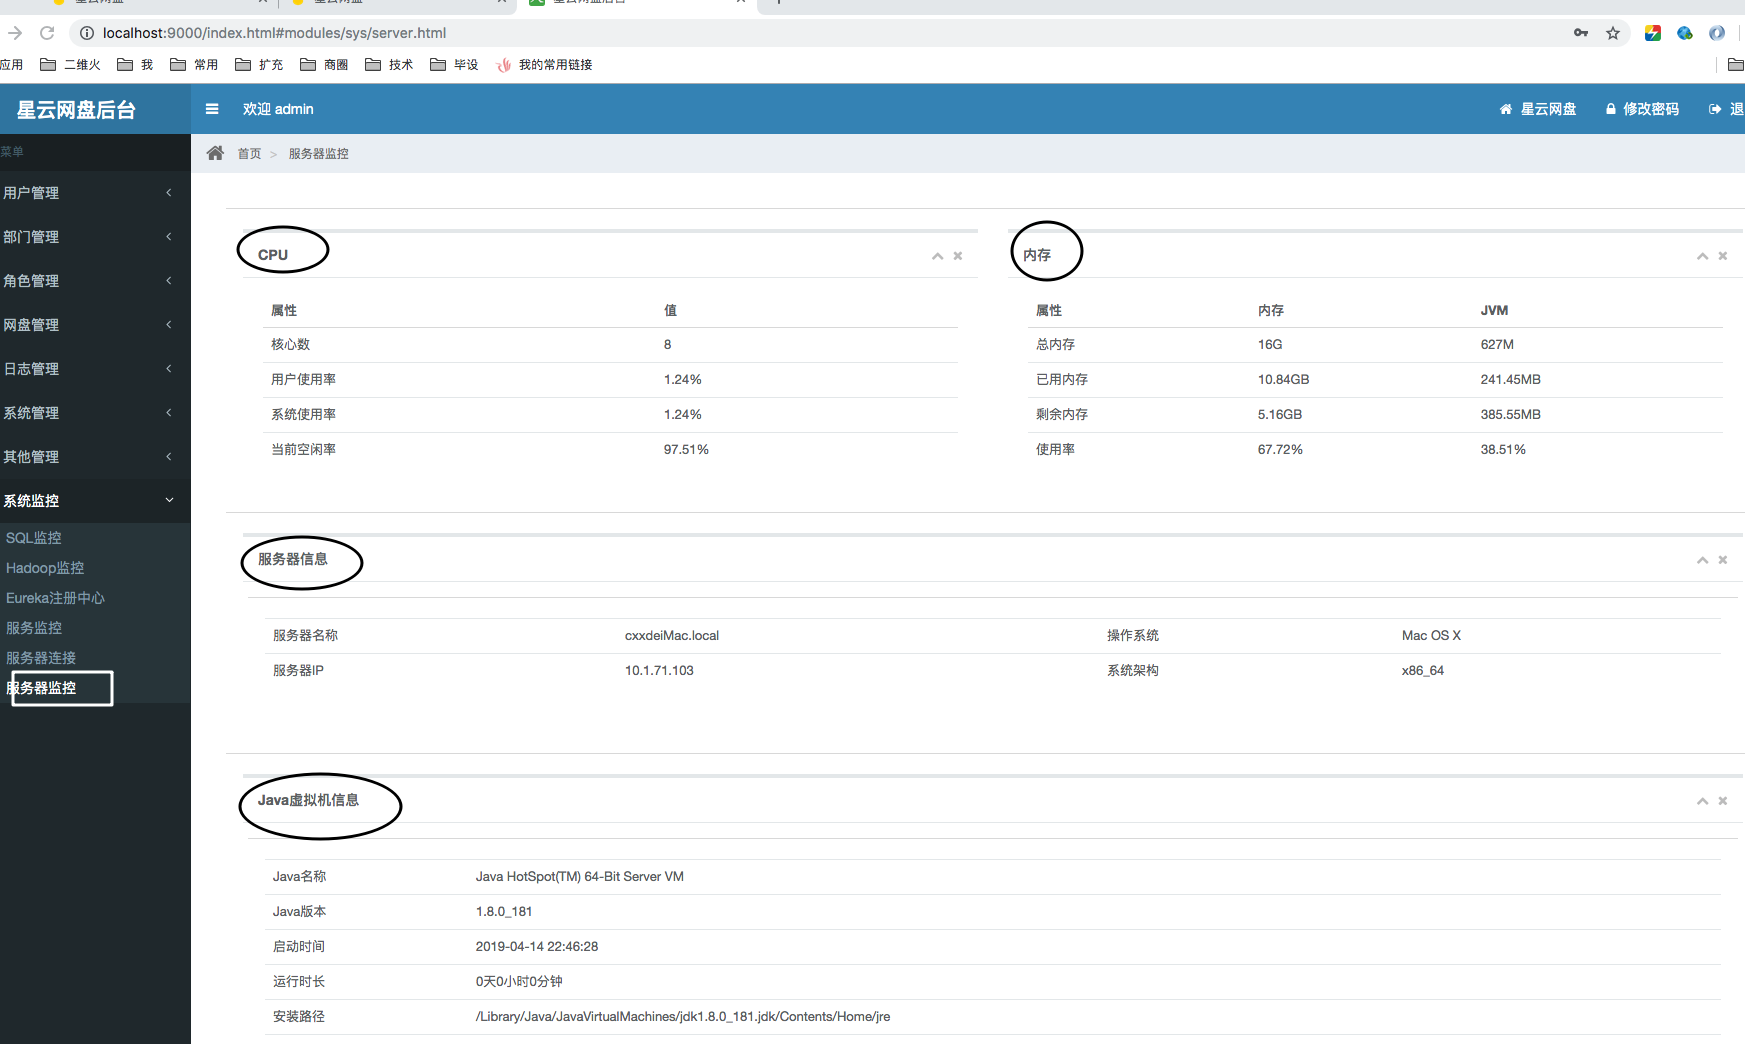 星云网盘
星云网盘
星云网盘后台
localhost:9000/index.html#modules/sys/server.html
应用 二维火 我 常用 扩充 商圈 技术 毕设 我的常用链接
星云网盘后台 欢迎 admin 星云网盘 修改密码 退
菜单
首页 > 服务器监控
用户管理
部门管理
角色管理
网盘管理
日志管理
系统管理
其他管理
系统监控
SQL监控
Hadoop监控
Eureka注册中心
服务监控
服务器连接
服务器监控
CPU
属性 值
核心数 8
用户使用率 1.24%
系统使用率 1.24%
当前空闲率 97.51%
内存
属性 内存 JVM
总内存 16G 627M
已用内存 10.84GB 241.45MB
剩余内存 5.16GB 385.55MB
使用率 67.72% 38.51%
服务器信息
服务器名称 cxxdeiMac.local 操作系统 Mac OS X
服务器IP 10.1.71.103 系统架构 x86_64
Java虚拟机信息
Java名称 Java HotSpot(TM) 64-Bit Server VM
Java版本 1.8.0_181
启动时间 2019-04-14 22:46:28
运行时长 0天0小时0分钟
安装路径 /Library/Java/JavaVirtualMachines/jdk1.8.0_181.jdk/Contents/Home/jre